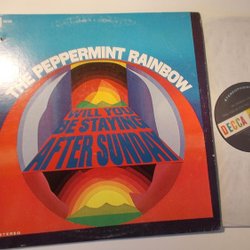 THE PEPPERMINT RAINBOW
WILL YOU
BE STAYING
AFTER SUNDAY
STEREO
DECCA